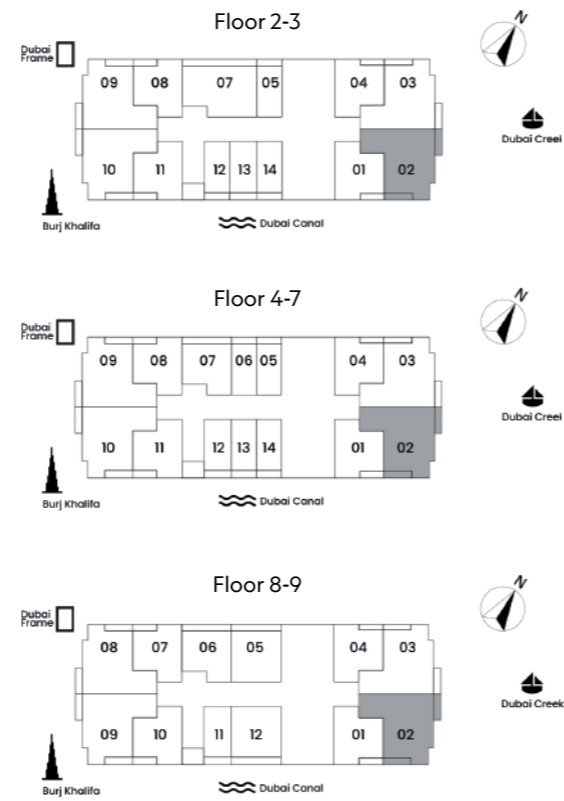 Floor 2-3
N
Dubai
Frame
09 08 07 05 04 03
Dubai Creek
10 11 12 13 14 01 02
Burj Khalifa
Dubai Canal
Floor 4-7
N
Dubai
Frame
09 08 07 06 05 04 03
Dubai Creek
10 11 12 13 14 01 02
Burj Khalifa
Dubai Canal
Floor 8-9
N
Dubai
Frame
08 07 06 05 04 03
Dubai Creek
09 10 11 12 01 02
Burj Khalifa
Dubai Canal